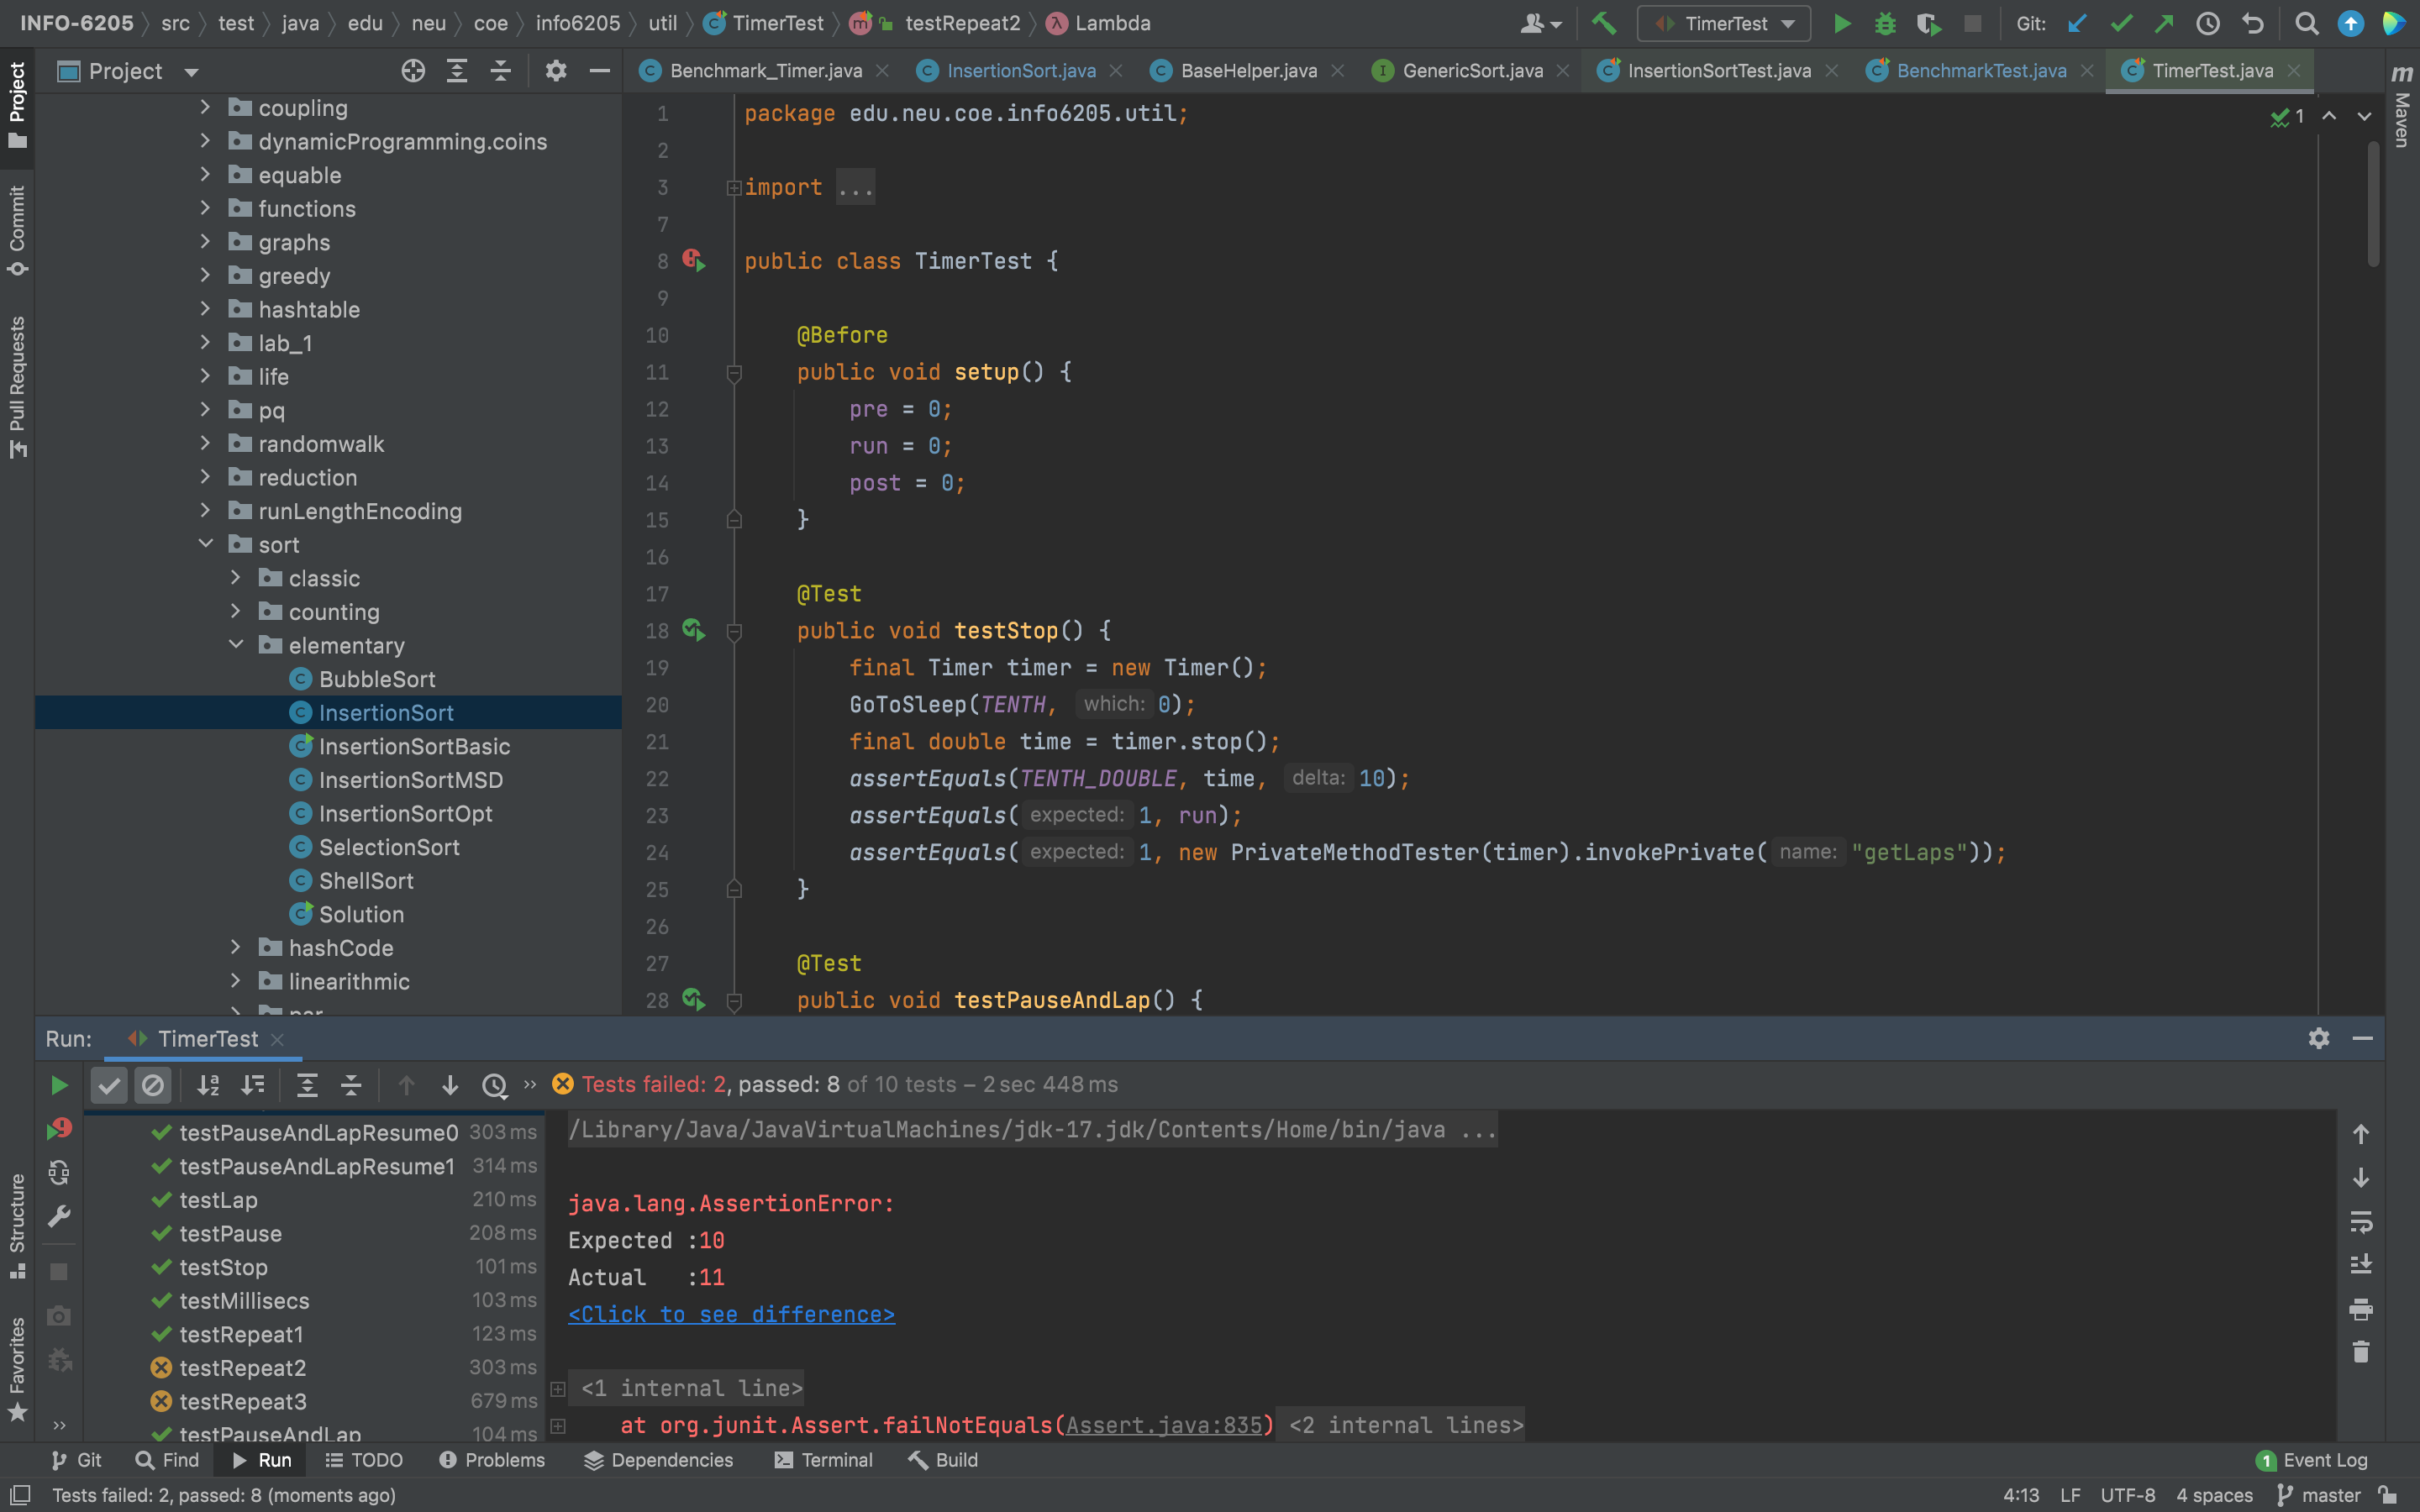 INFO-6205 src test java edu neu coe info6205 util TimerTest testRepeat2 Lambda
TimerTest Git:
Project
Benchmark_Timer.java InsertionSort.java BaseHelper.java GenericSort.java InsertionSortTest.java BenchmarkTest.java TimerTest.java
Project
Commit
Pull Requests
Structure
Favorites
Maven
coupling
dynamicProgramming.coins
equable
functions
graphs
greedy
hashtable
lab_1
life
pq
randomwalk
reduction
runLengthEncoding
sort
classic
counting
elementary
BubbleSort
InsertionSort
InsertionSortBasic
InsertionSortMSD
InsertionSortOpt
SelectionSort
ShellSort
Solution
hashCode
linearithmic
par
1 package edu.neu.coe.info6205.util;
1
2
3 import ...
7
8 public class TimerTest {
9
10 @Before
11 public void setup() {
12 pre = 0;
13 run = 0;
14 post = 0;
15 }
16
17 @Test
18 public void testStop() {
19 final Timer timer = new Timer();
20 GoToSleep(TENTH, which: 0);
21 final double time = timer.stop();
22 assertEquals(TENTH_DOUBLE, time, delta: 10);
23 assertEquals( expected: 1, run);
24 assertEquals( expected: 1, new PrivateMethodTester(timer).invokePrivate( name: "getLaps"));
25 }
26
27 @Test
28 public void testPauseAndLap() {
Run: TimerTest
Tests failed: 2, passed: 8 of 10 tests – 2 sec 448 ms
testPauseAndLapResume0 303 ms
testPauseAndLapResume1 314 ms
testLap 210 ms
testPause 208 ms
testStop 101 ms
testMillisecs 103 ms
testRepeat1 123 ms
testRepeat2 303 ms
testRepeat3 679 ms
testPauseAndLap 104 ms
/Library/Java/JavaVirtualMachines/jdk-17.jdk/Contents/Home/bin/java ...
java.lang.AssertionError:
Expected :10
Actual   :11
<Click to see difference>
<1 internal line>
at org.junit.Assert.failNotEquals(Assert.java:835) <2 internal lines>
Git Find Run TODO Problems Dependencies Terminal Build 1 Event Log
Tests failed: 2, passed: 8 (moments ago) 4:13 LF UTF-8 4 spaces master